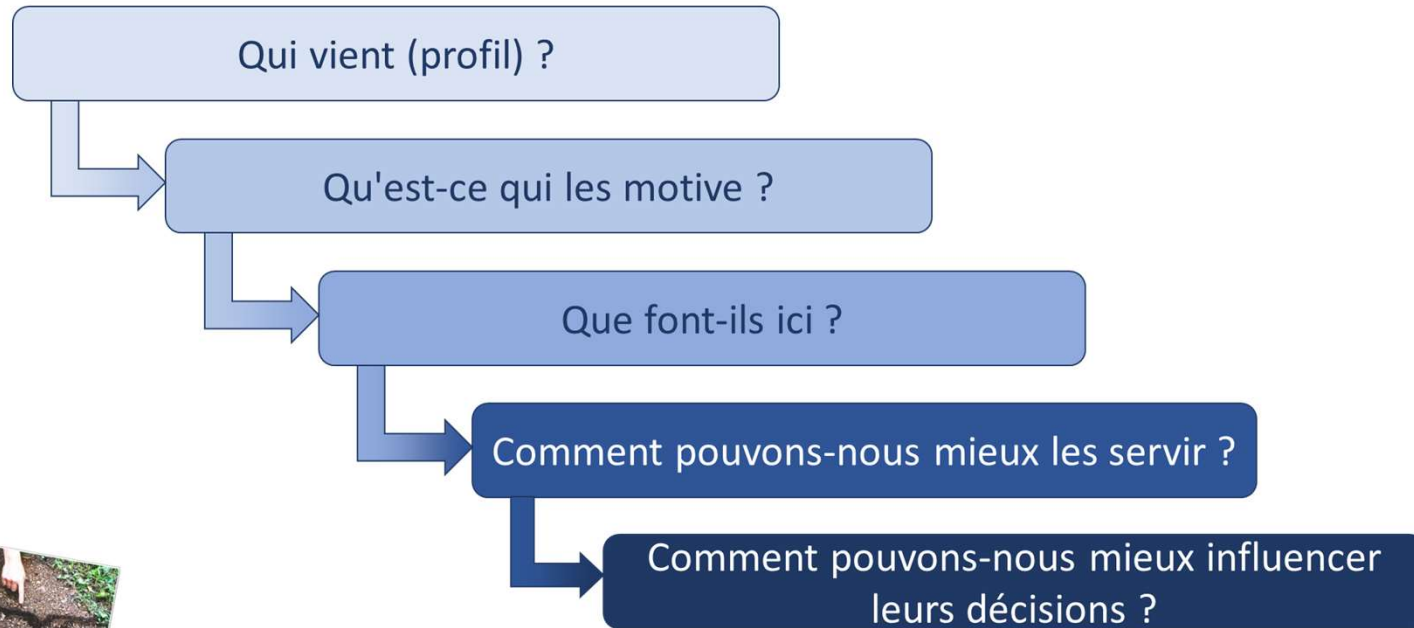 Qui vient (profil) ?
Qu'est-ce qui les motive ?
Que font-ils ici ?
Comment pouvons-nous mieux les servir ?
Comment pouvons-nous mieux influencer
leurs décisions ?